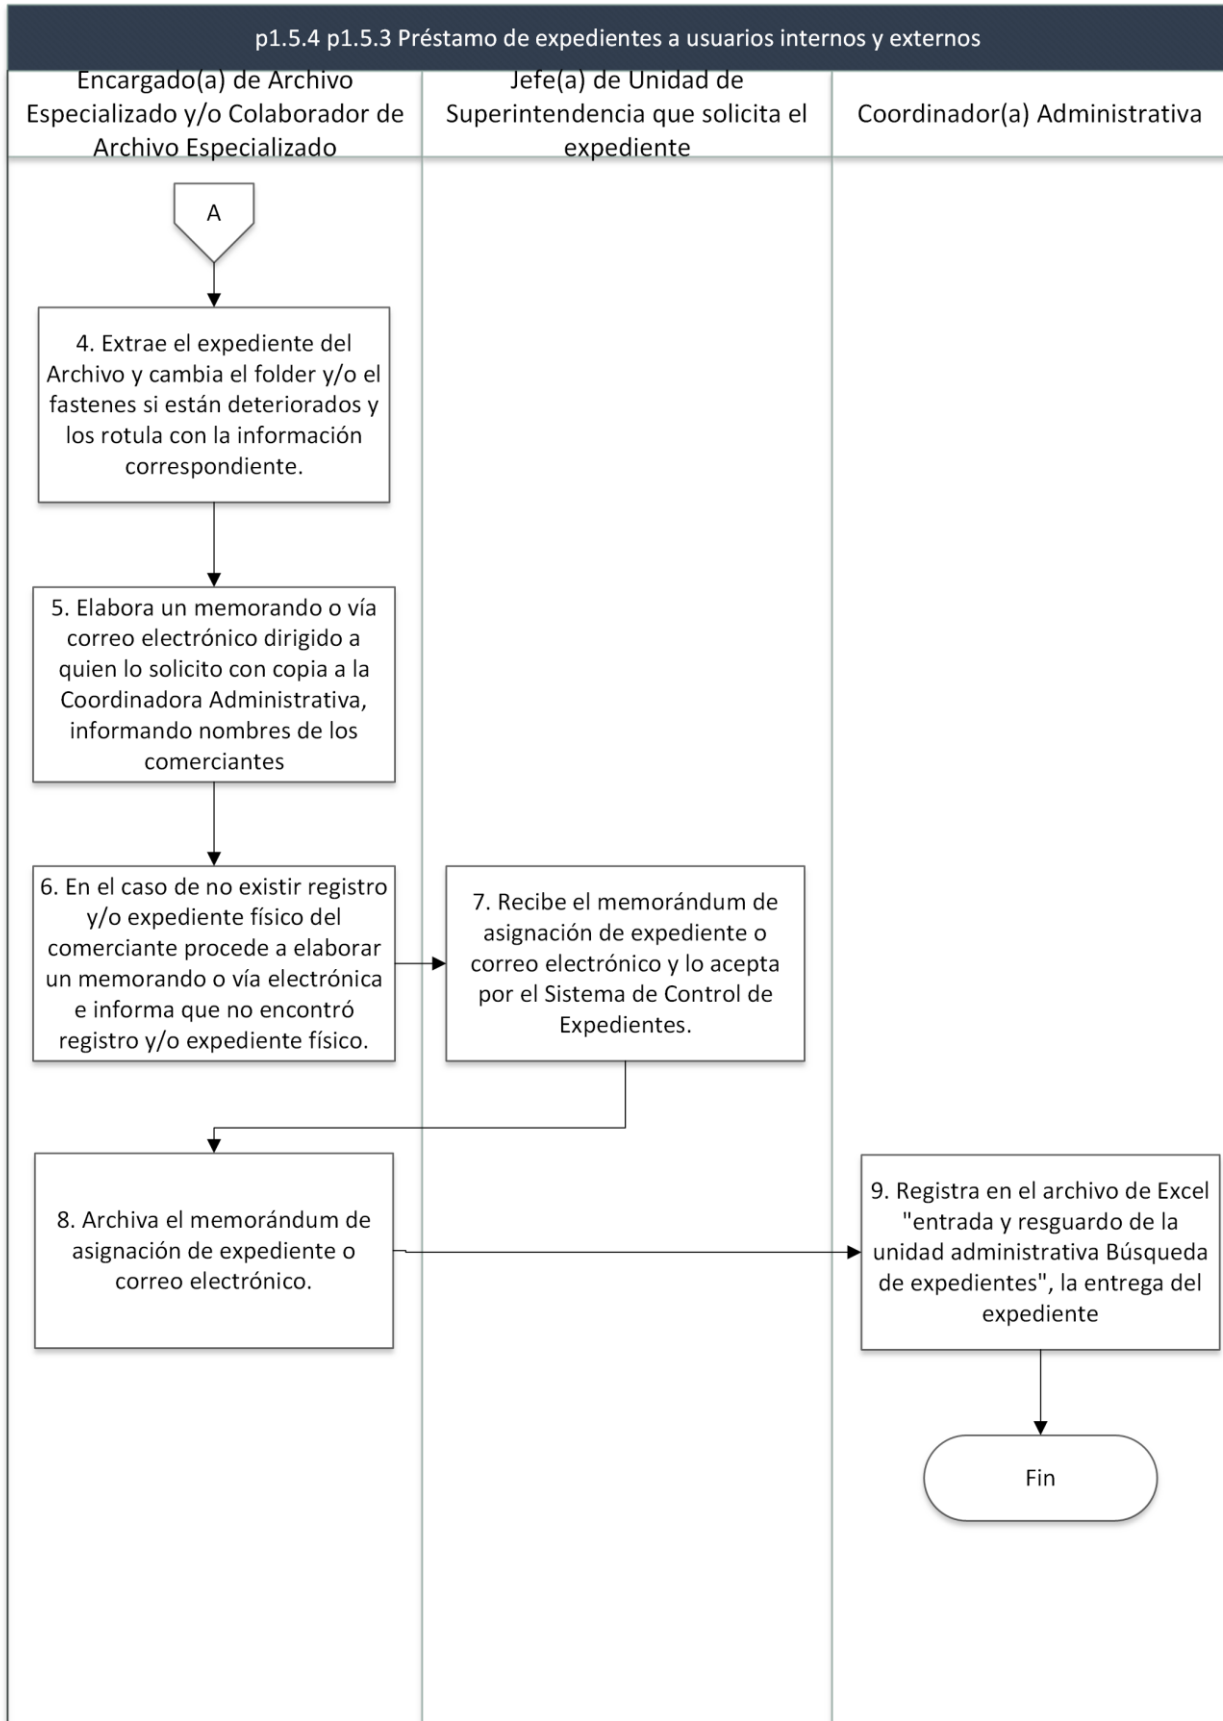 p1.5.4 p1.5.3 Préstamo de expedientes a usuarios internos y externos
Encargado(a) de Archivo
Especializado y/o Colaborador de
Archivo Especializado
Jefe(a) de Unidad de
Superintendencia que solicita el
expediente
Coordinador(a) Administrativa
A
4. Extrae el expediente del
Archivo y cambia el folder y/o el
fastenes si están deteriorados y
los rotula con la información
correspondiente.
5. Elabora un memorando o vía
correo electrónico dirigido a
quien lo solicito con copia a la
Coordinadora Administrativa,
informando nombres de los
comerciantes
6. En el caso de no existir registro
y/o expediente físico del
comerciante procede a elaborar
un memorando o vía electrónica
e informa que no encontró
registro y/o expediente físico.
7. Recibe el memorándum de
asignación de expediente o
correo electrónico y lo acepta
por el Sistema de Control de
Expedientes.
8. Archiva el memorándum de
asignación de expediente o
correo electrónico.
9. Registra en el archivo de Excel
"entrada y resguardo de la
unidad administrativa Búsqueda
de expedientes", la entrega del
expediente
Fin